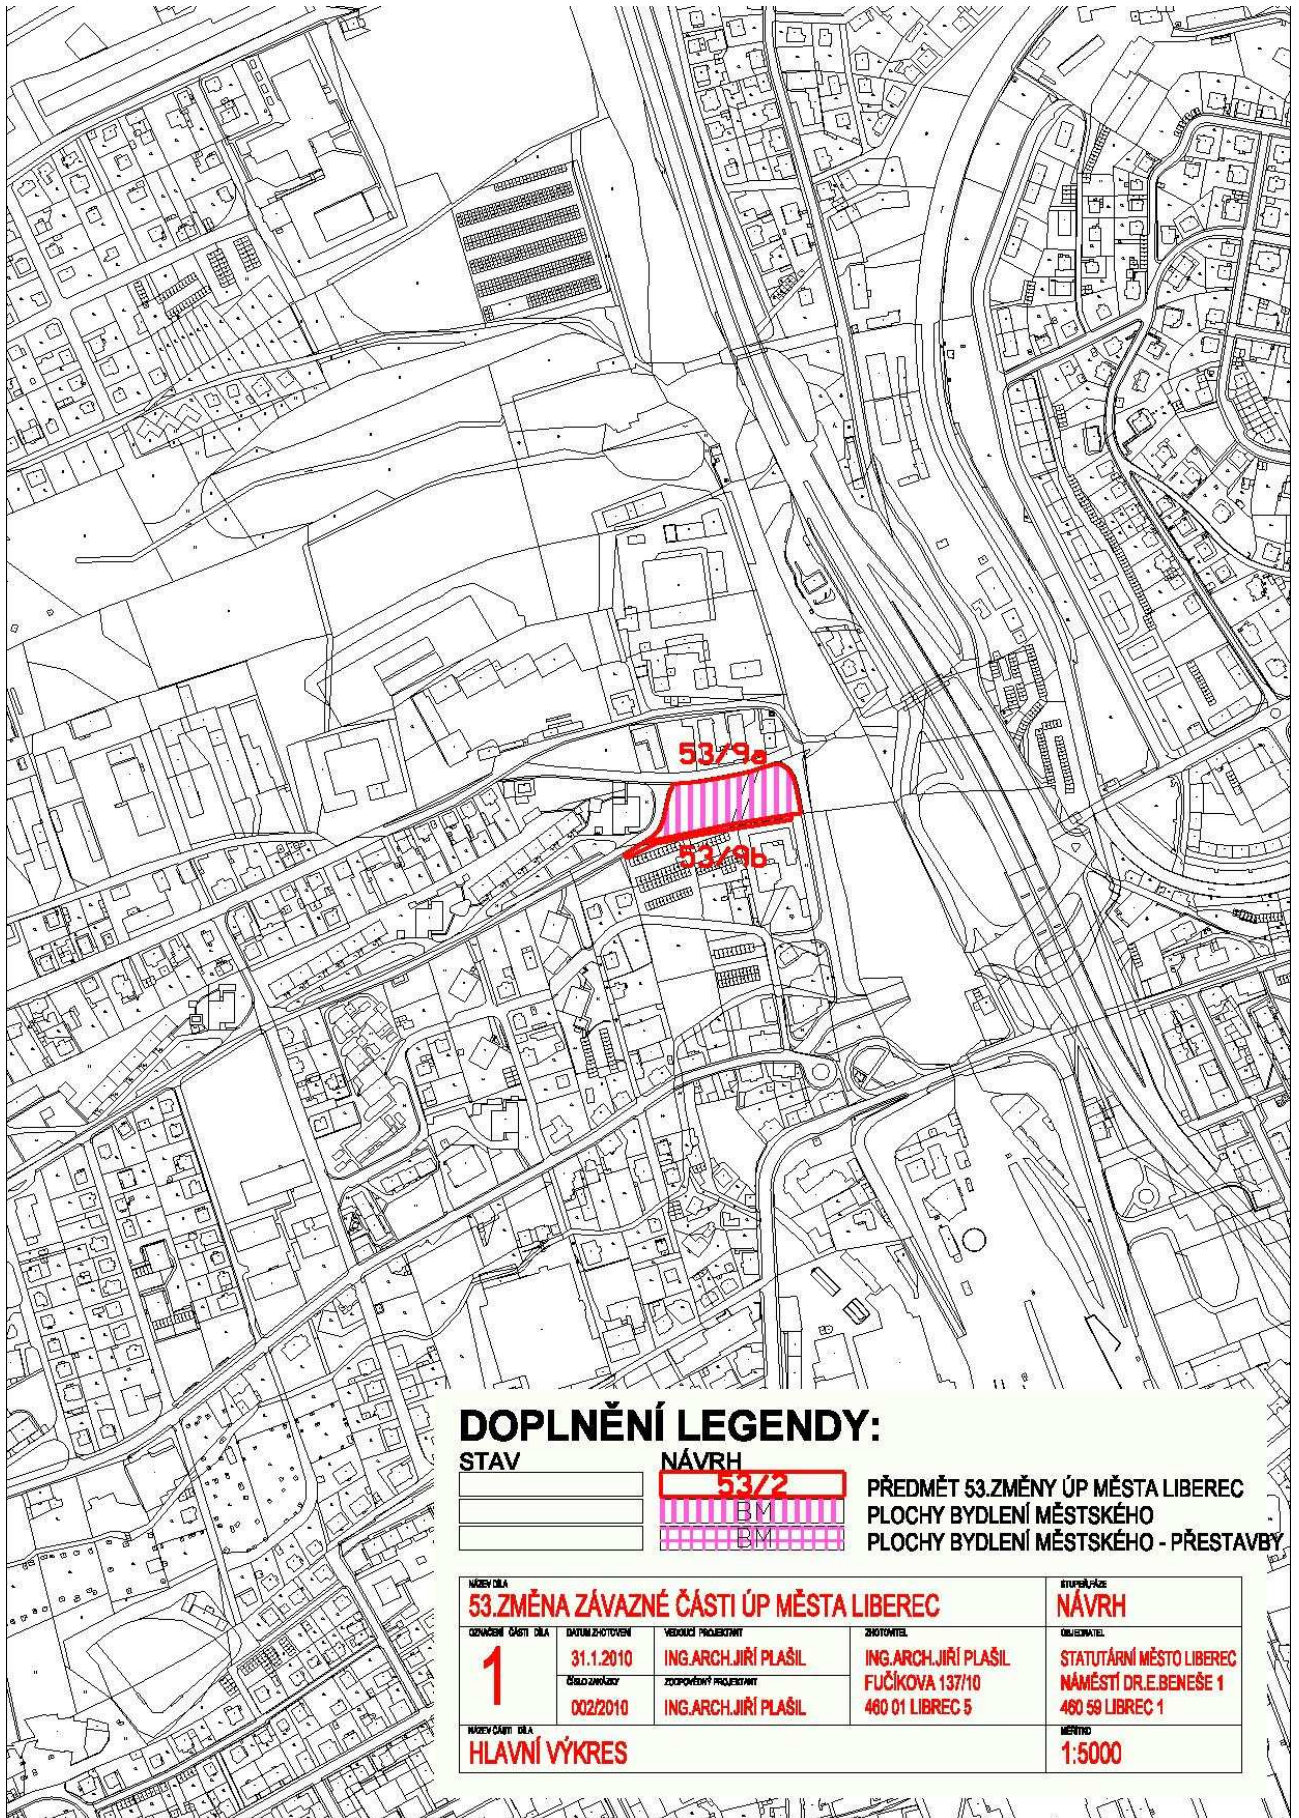 53/9a
53/9b
DOPLNĚNÍ LEGENDY:
STAV NÁVRH
53/2 PŘEDMĚT 53.ZMĚNY ÚP MĚSTA LIBEREC
BM PLOCHY BYDLENÍ MĚSTSKÉHO
BM PLOCHY BYDLENÍ MĚSTSKÉHO - PŘESTAVBY
NÁZEV DÍLA
53.ZMĚNA ZÁVAZNÉ ČÁSTI ÚP MĚSTA LIBEREC
STUPEŇ/FÁZE
NÁVRH
OZNAČENÍ ČÁSTI DÍLA
1
DATUM ZHOTOVENÍ
31.1.2010
ČÍSLO ZAKÁZKY
002/2010
VEDOUCÍ PROJEKTANT
ING.ARCH.JIŘÍ PLAŠIL
ZODPOVĚDNÝ PROJEKTANT
ING.ARCH.JIŘÍ PLAŠIL
ZHOTOVITEL
ING.ARCH.JIŘÍ PLAŠIL
FUČÍKOVA 137/10
460 01 LIBREC 5
OBJEDNATEL
STATUTÁRNÍ MĚSTO LIBEREC
NÁMĚSTÍ DR.E.BENEŠE 1
460 59 LIBREC 1
NÁZEV ČÁSTI DÍLA
HLAVNÍ VÝKRES
MĚŘÍTKO
1:5000